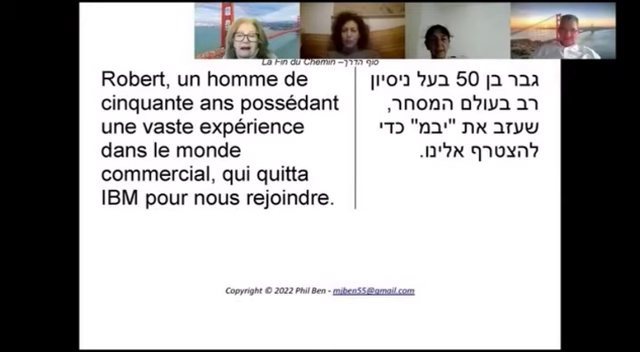 La Fin du Chemin – סוף הדרך
Robert, un homme de
cinquante ans possédant
une vaste expérience
dans le monde
commercial, qui quitta
IBM pour nous rejoindre.
גבר בן 50 בעל ניסיון
רב בעולם המסחר,
שעזב את "יבמ" כדי
להצטרף אלינו.
Copyright © 2022 Phil Ben - mjben55@gmail.com